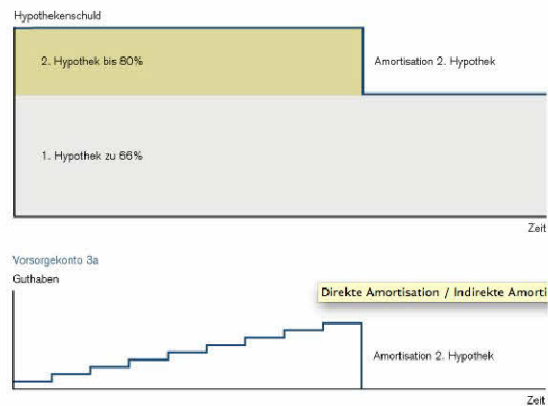 Hypothekenschuld
2. Hypothek bis 80%
Amortisation 2. Hypothek
1. Hypothek zu 66%
Zeit
Vorsorgekonto 3a
Guthaben
Direkte Amortisation / Indirekte Amorti
Amortisation 2. Hypothek
Zeit